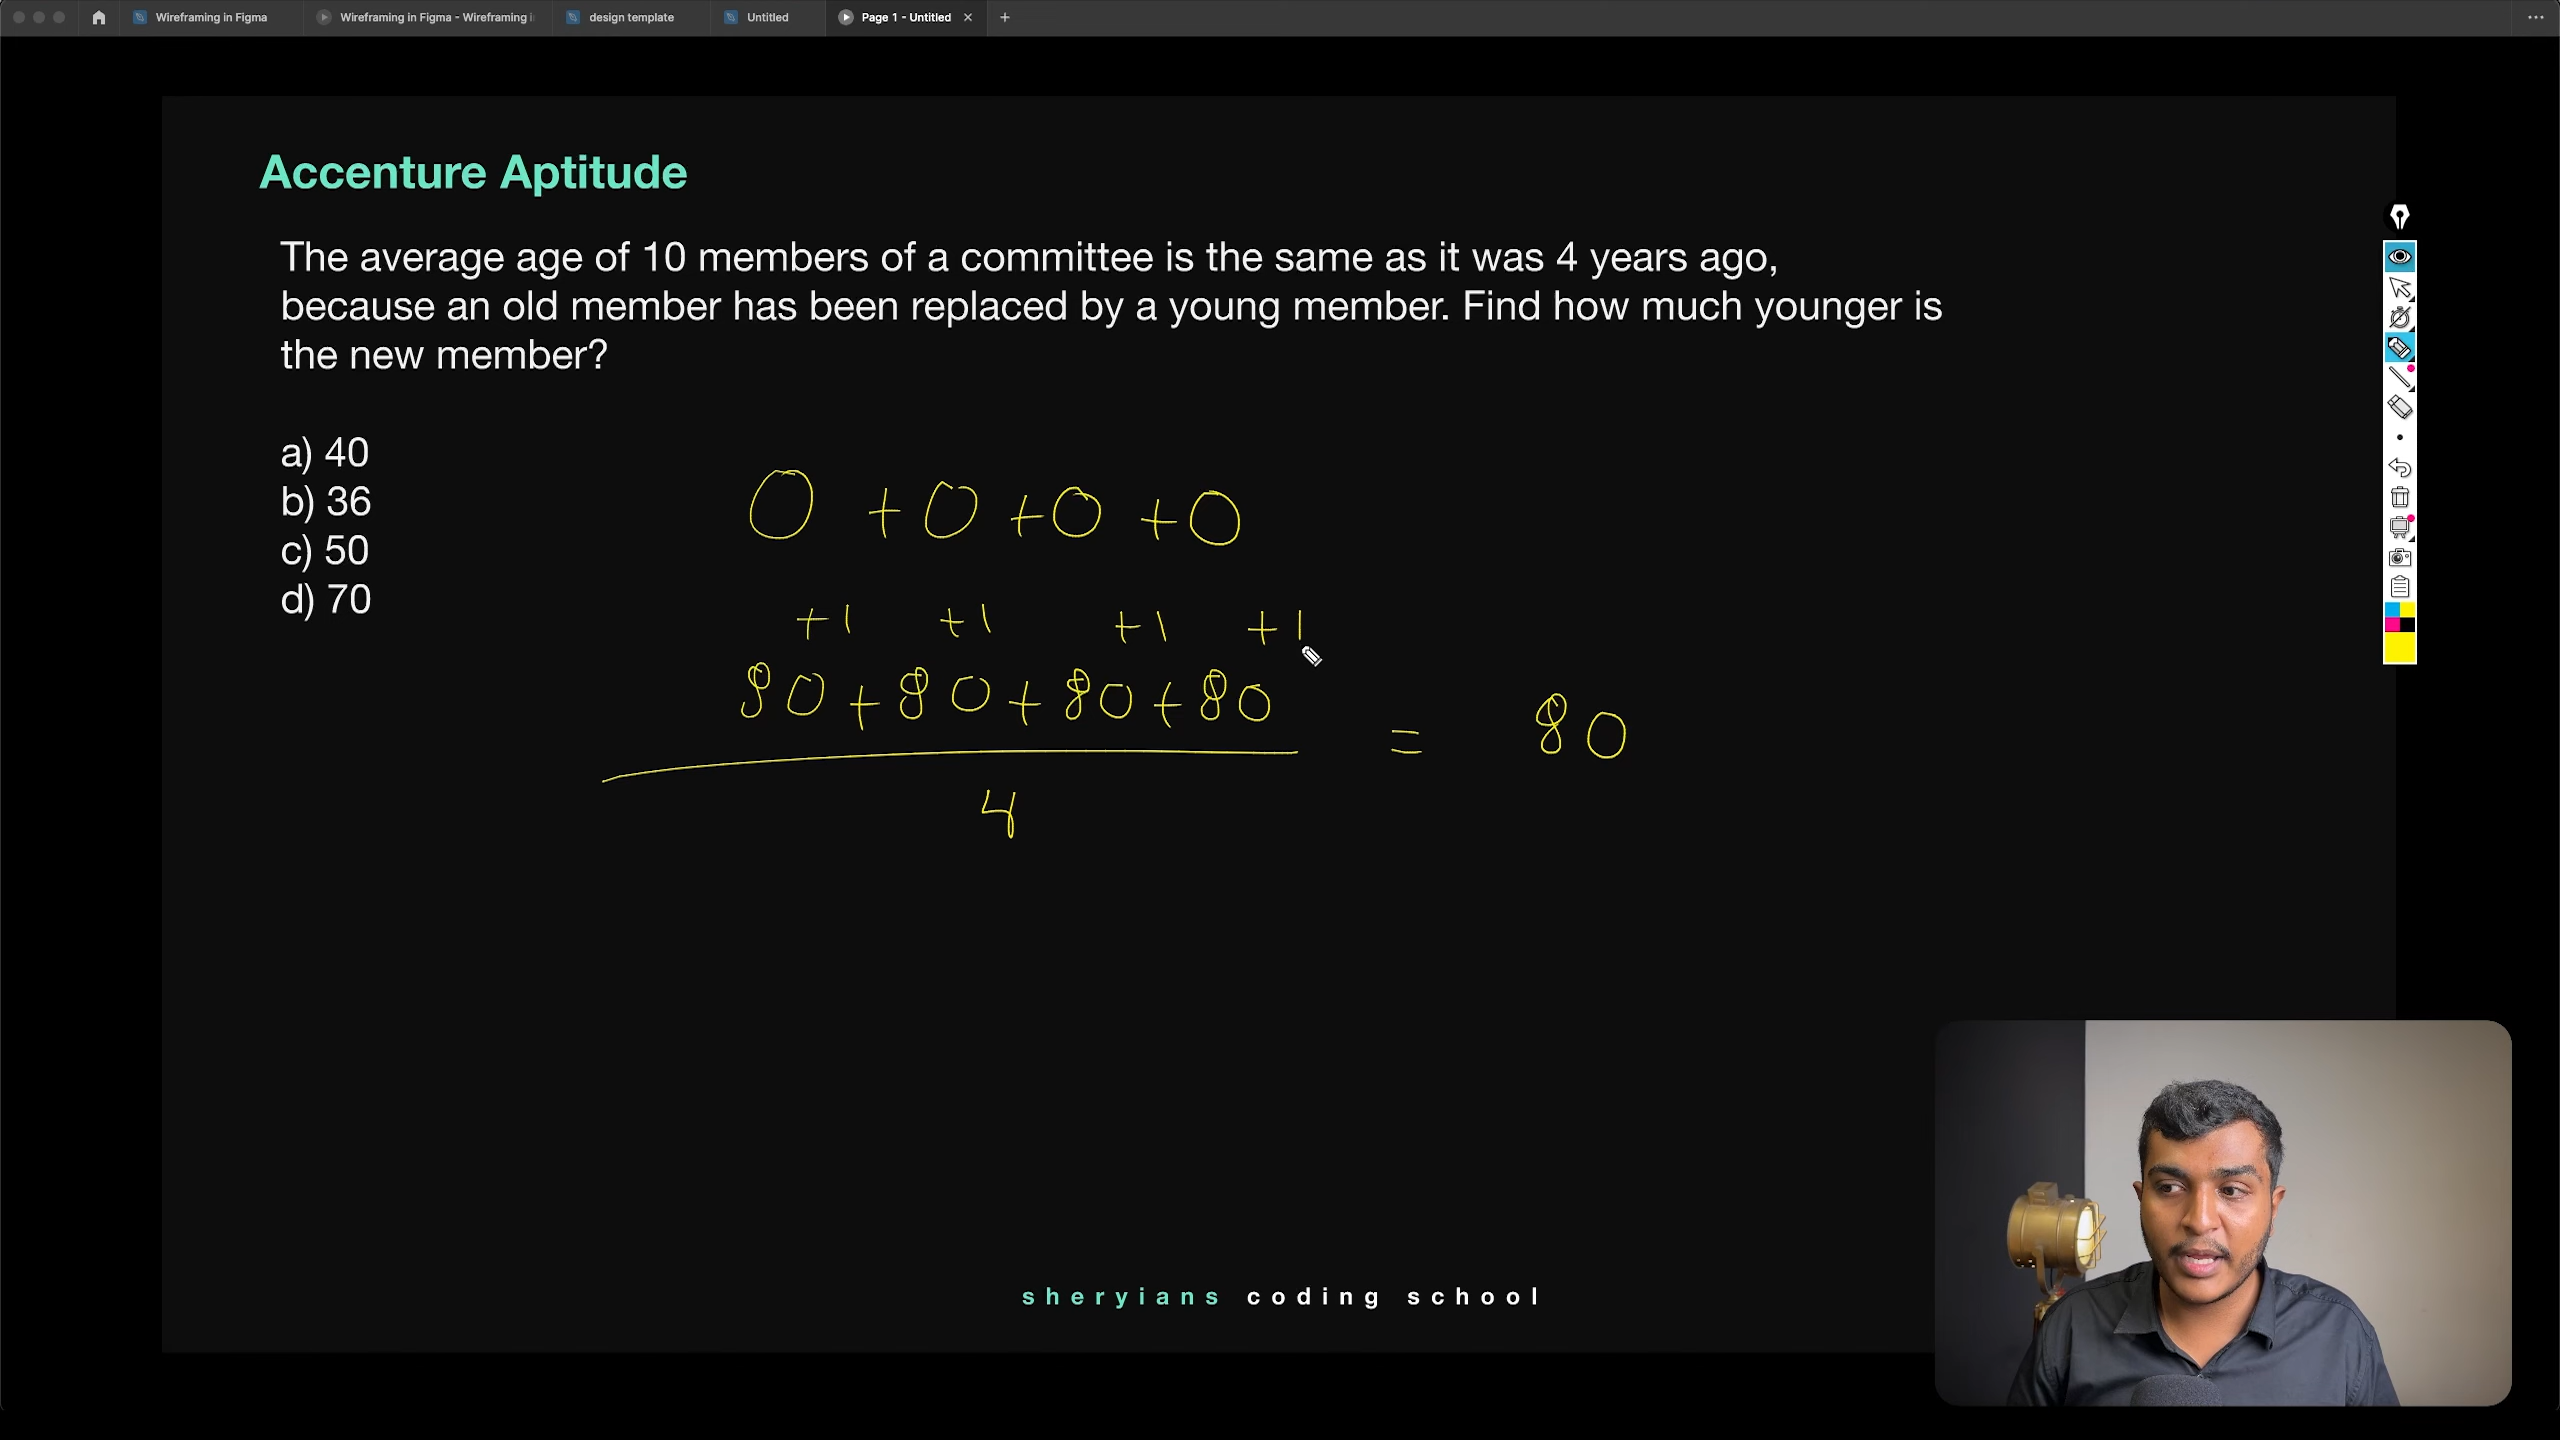 Wireframing in Figma
Wireframing in Figma - Wireframing i
design template
Untitled
Page 1 - Untitled
Accenture Aptitude
The average age of 10 members of a committee is the same as it was 4 years ago,
because an old member has been replaced by a young member. Find how much younger is
the new member?
a) 40
b) 36
c) 50
d) 70
0 + 0 + 0 + 0
+1 +1 +1 +1
80 + 80 + 80 + 80
4
= 80
sheryians coding school